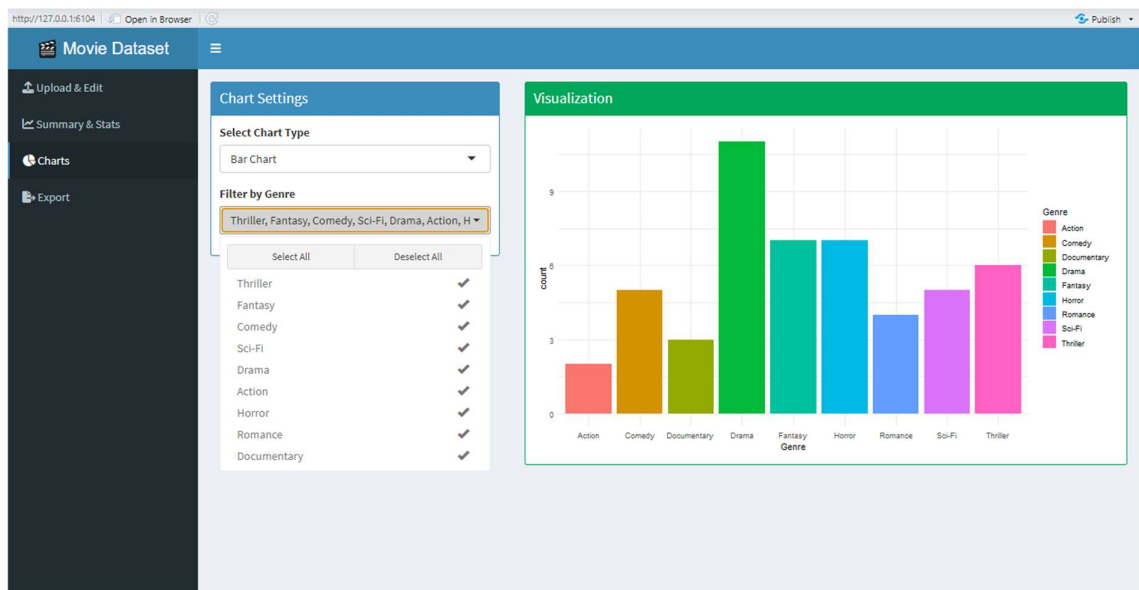 http://127.0.0.1:6104 Open in Browser Publish
Movie Dataset
Upload & Edit
Summary & Stats
Charts
Export
Chart Settings
Select Chart Type
Bar Chart
Filter by Genre
Thriller, Fantasy, Comedy, Sci-Fi, Drama, Action, H
Select All Deselect All
Thriller
Fantasy
Comedy
Sci-Fi
Drama
Action
Horror
Romance
Documentary
Visualization
9
6
3
0
count
Action Comedy Documentary Drama Fantasy Horror Romance Sci-Fi Thriller
Genre
Genre
Action
Comedy
Documentary
Drama
Fantasy
Horror
Romance
Sci-Fi
Thriller